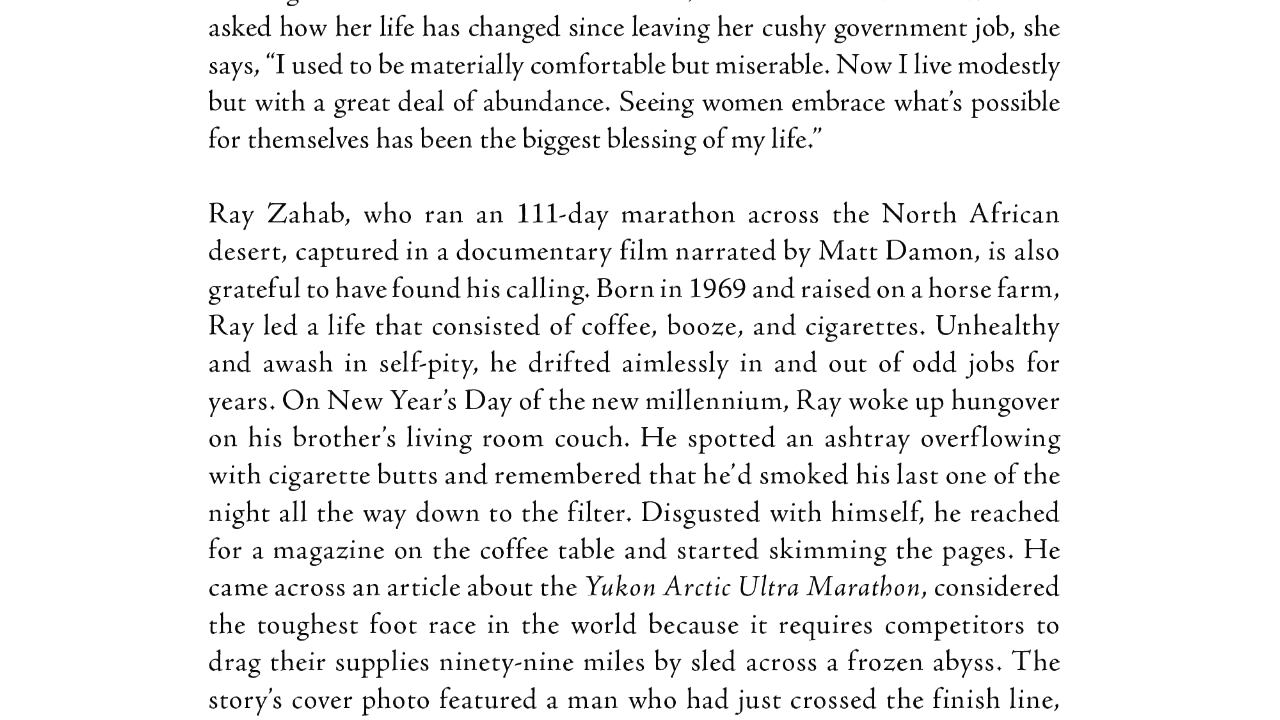 asked how her life has changed since leaving her cushy government job, she
says, “I used to be materially comfortable but miserable. Now I live modestly
but with a great deal of abundance. Seeing women embrace what’s possible
for themselves has been the biggest blessing of my life.”
Ray Zahab, who ran an 111-day marathon across the North African
desert, captured in a documentary film narrated by Matt Damon, is also
grateful to have found his calling. Born in 1969 and raised on a horse farm,
Ray led a life that consisted of coffee, booze, and cigarettes. Unhealthy
and awash in self-pity, he drifted aimlessly in and out of odd jobs for
years. On New Year’s Day of the new millennium, Ray woke up hungover
on his brother’s living room couch. He spotted an ashtray overflowing
with cigarette butts and remembered that he’d smoked his last one of the
night all the way down to the filter. Disgusted with himself, he reached
for a magazine on the coffee table and started skimming the pages. He
came across an article about the Yukon Arctic Ultra Marathon, considered
the toughest foot race in the world because it requires competitors to
drag their supplies ninety-nine miles by sled across a frozen abyss. The
story’s cover photo featured a man who had just crossed the finish line,